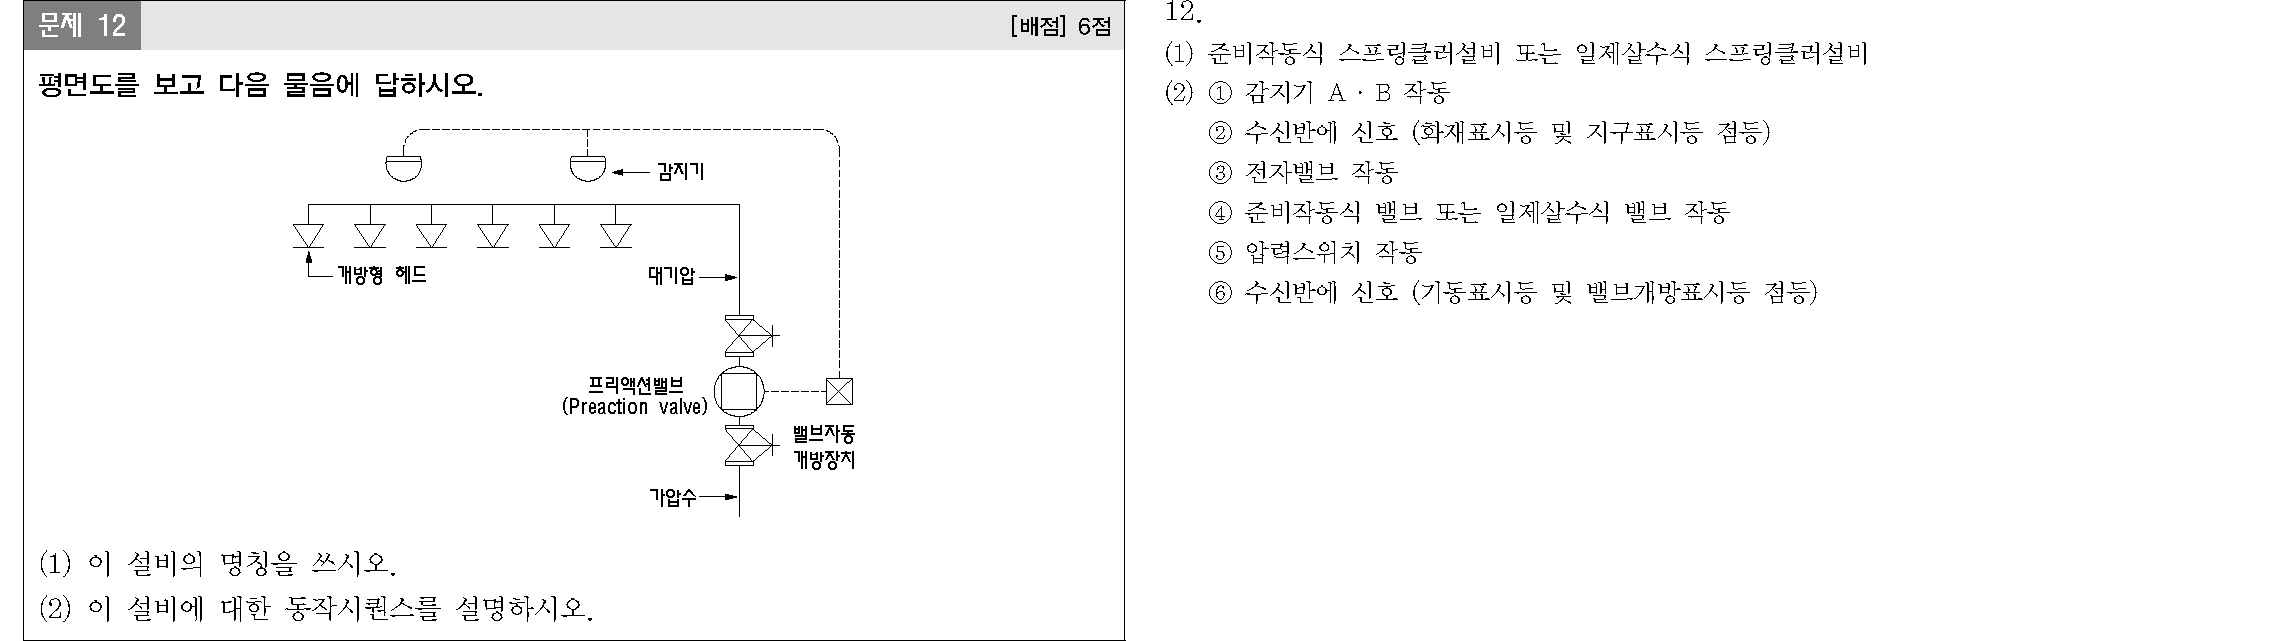 문제 12
[배점] 6점
평면도를 보고 다음 물음에 답하시오.
감지기
개방형 헤드
대기압
프리액션밸브
(Preaction valve)
밸브자동
개방장치
가압수
(1) 이 설비의 명칭을 쓰시오.
(2) 이 설비에 대한 동작시퀀스를 설명하시오.
12.
(1) 준비작동식 스프링클러설비 또는 일제살수식 스프링클러설비
(2) ① 감지기 A · B 작동
② 수신반에 신호 (화재표시등 및 지구표시등 점등)
③ 전자밸브 작동
④ 준비작동식 밸브 또는 일제살수식 밸브 작동
⑤ 압력스위치 작동
⑥ 수신반에 신호 (기동표시등 및 밸브개방표시등 점등)